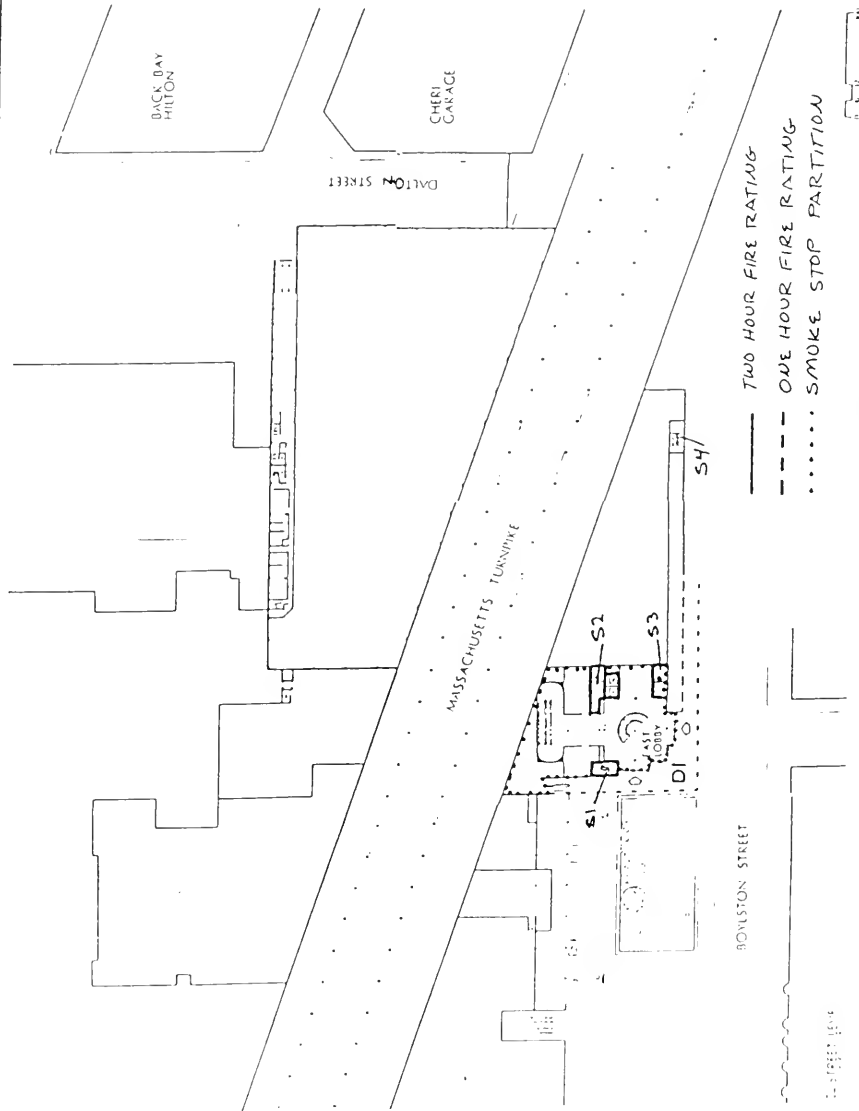 BACK BAY
HILTON
CHERI
GARAGE
DALTON STREET
MASSACHUSETTS TURNPIKE
S2
S3
S4
S1
EAST
LOBBY
D1
BOYLSTON STREET
TWO HOUR FIRE RATING
ONE HOUR FIRE RATING
SMOKE STOP PARTITION